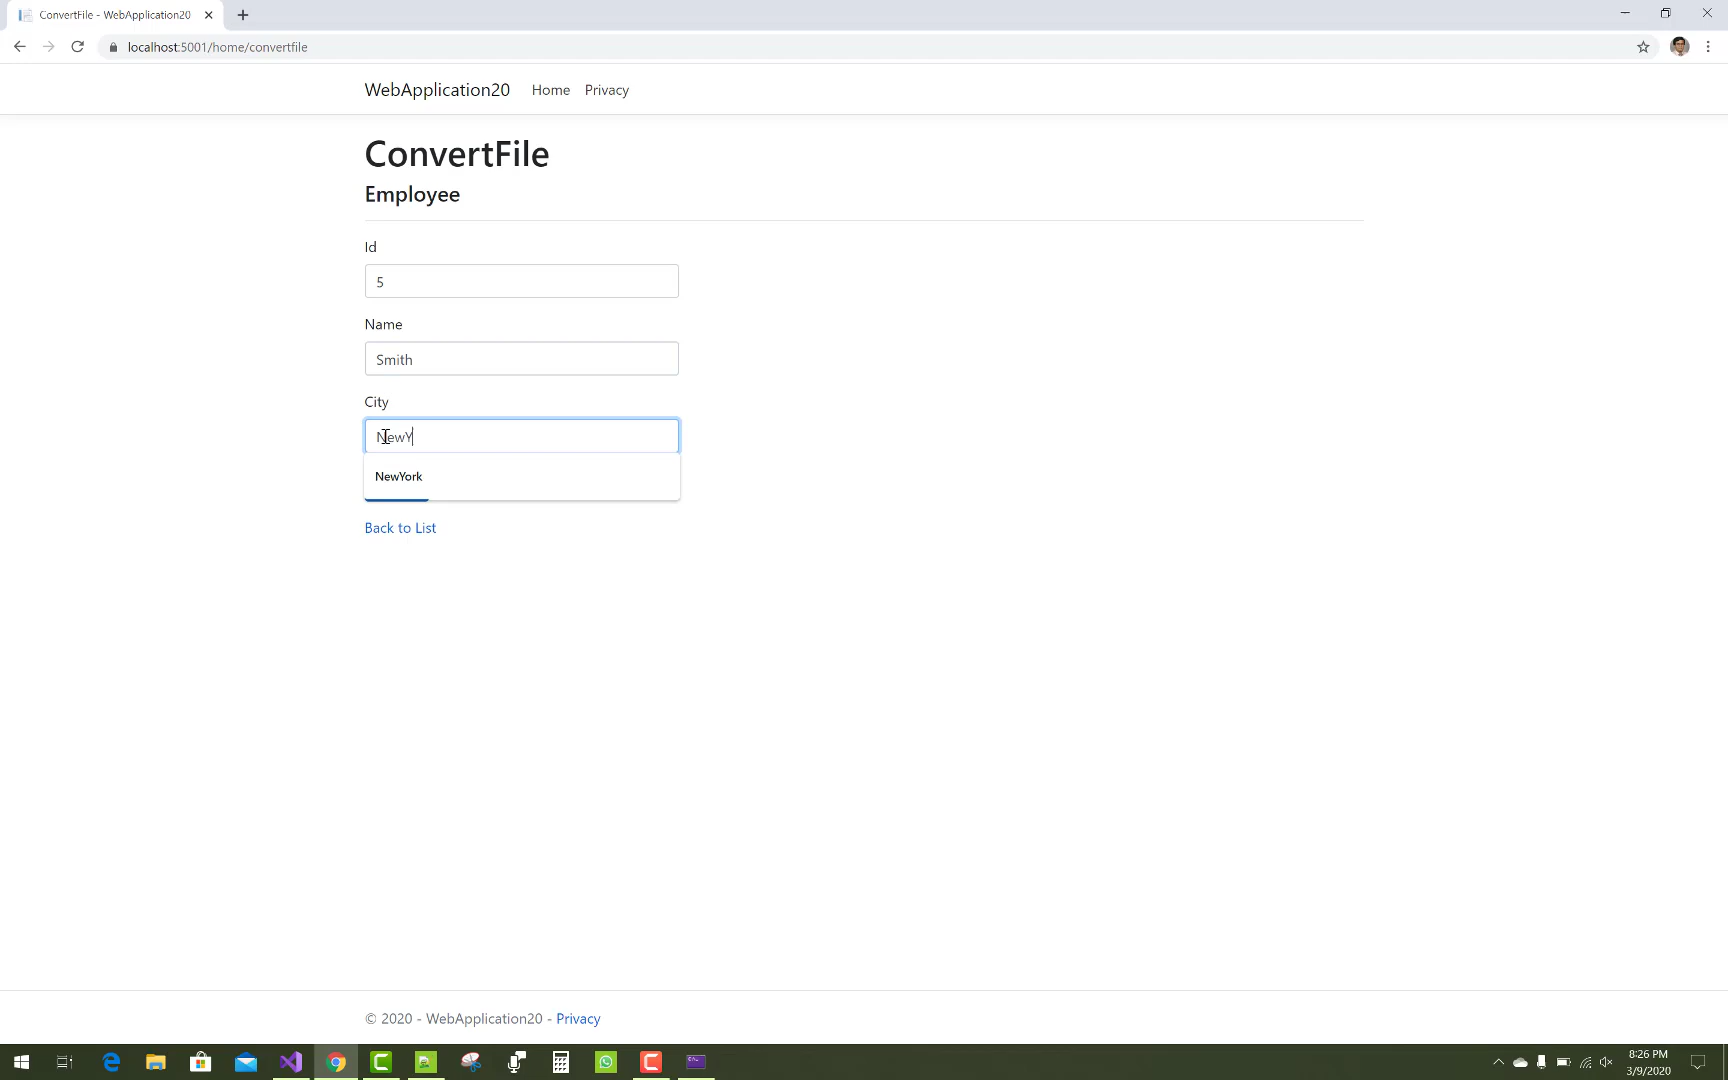 ConvertFile - WebApplication20
localhost:5001/home/convertfile
WebApplication20 Home Privacy
ConvertFile
Employee
Id
5
Name
Smith
City
NewY
NewYork
Back to List
© 2020 - WebApplication20 - Privacy
8:26 PM
3/9/2020